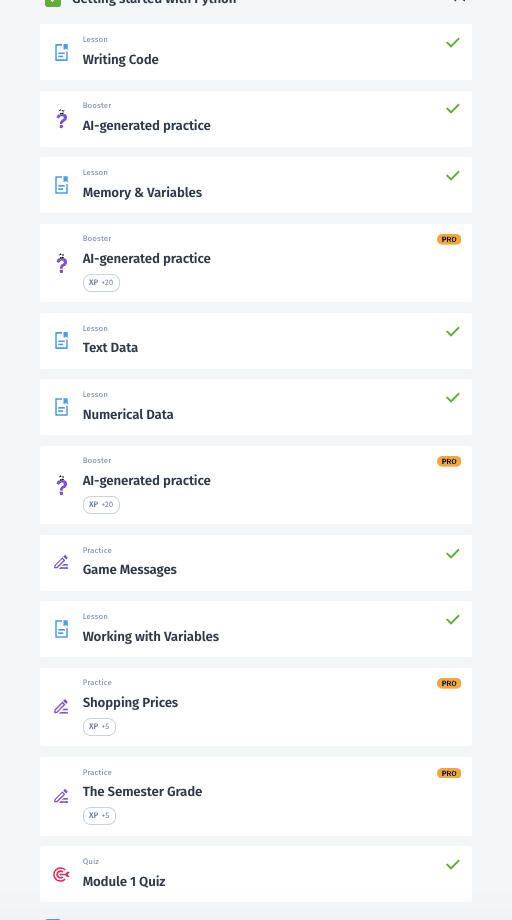 Getting started with Python
Lesson
Writing Code
Booster
AI-generated practice
Lesson
Memory & Variables
Booster
PRO
AI-generated practice
XP +20
Lesson
Text Data
Lesson
Numerical Data
Booster
PRO
AI-generated practice
XP +20
Practice
Game Messages
Lesson
Working with Variables
Practice
PRO
Shopping Prices
XP +5
Practice
PRO
The Semester Grade
XP +5
Quiz
Module 1 Quiz